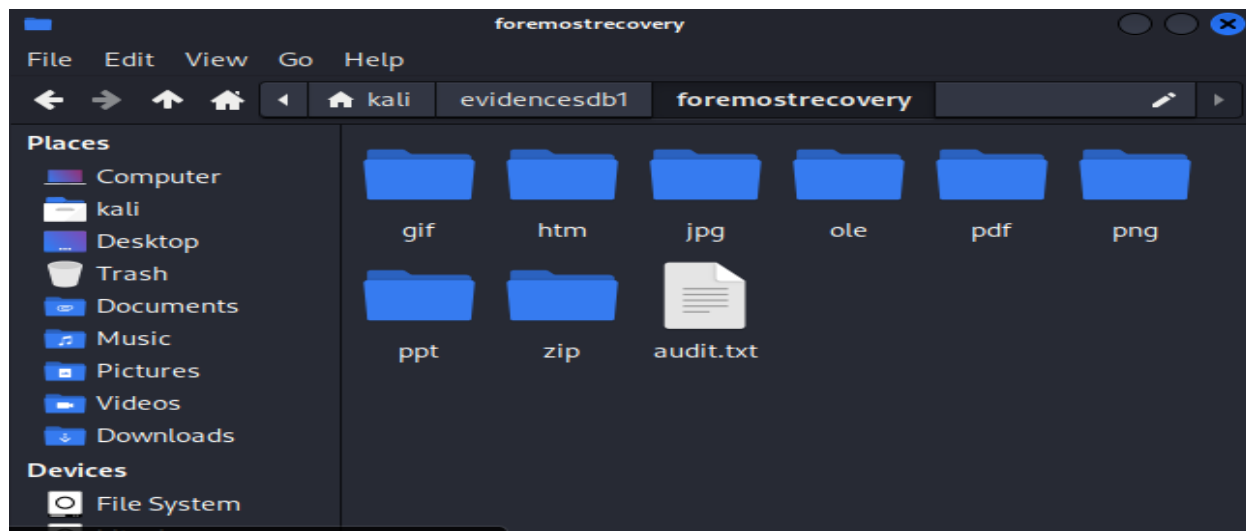 foremostrecovery
File Edit View Go Help
kali evidencesdb1 foremostrecovery
Places
Computer
kali
Desktop
Trash
Documents
Music
Pictures
Videos
Downloads
Devices
File System
gif htm jpg ole pdf png
ppt zip audit.txt